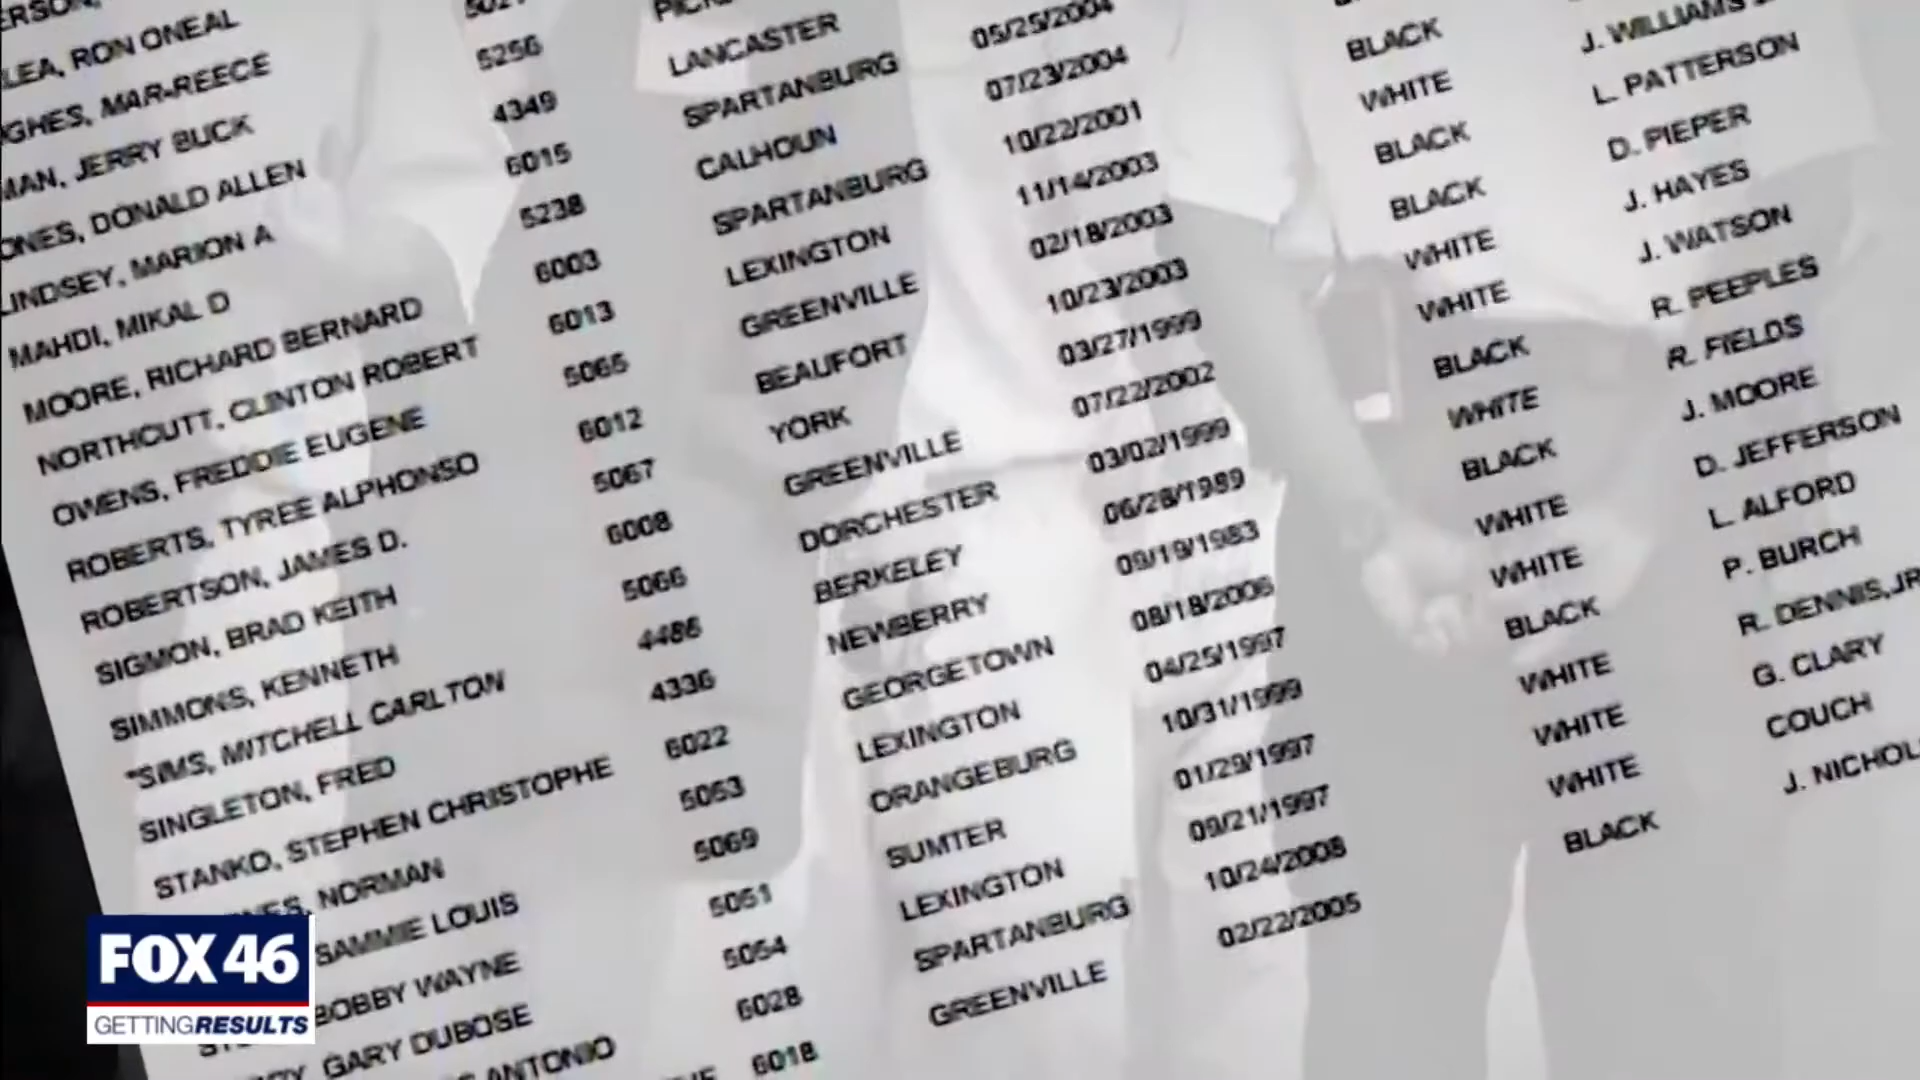 LEA, RON ONEAL
GHES, MAR-REECE
MAN, JERRY BUCK 5256
ONES, DONALD ALLEN 4349 LANCASTER
LINDSEY, MARION A 6015 SPARTANBURG 05/25/2004
MAHDI, MIKAL D 5238 CALHOUN 07/23/2004 BLACK
MOORE, RICHARD BERNARD 6003 SPARTANBURG 10/22/2001 BLACK
NORTHCUTT, CLINTON ROBERT 6013 LEXINGTON 11/14/2003 WHITE J. WILLIAMS
OWENS, FREDDIE EUGENE 5065 GREENVILLE 02/18/2003 BLACK L. PATTERSON
ROBERTS, TYREE ALPHONSO 6012 BEAUFORT 10/23/2003 BLACK D. PIEPER
ROBERTSON, JAMES D. 5067 YORK 03/27/1999 WHITE J. HAYES
SIGMON, BRAD KEITH 6008 GREENVILLE 07/22/2002 WHITE J. WATSON
SIMMONS, KENNETH 5066 DORCHESTER 03/02/1999 BLACK R. PEEPLES
*SIMS, MITCHELL CARLTON 4486 BERKELEY 06/28/1989 WHITE R. FIELDS
SINGLETON, FRED 4336 NEWBERRY 09/19/1983 BLACK J. MOORE
STANKO, STEPHEN CHRISTOPHE 6022 GEORGETOWN 08/18/2006 WHITE D. JEFFERSON
NORMAN 5063 LEXINGTON 04/25/1997 WHITE L. ALFORD
SAMMIE LOUIS 5069 ORANGEBURG 10/31/1999 BLACK P. BURCH
BOBBY WAYNE 5051 SUMTER 01/29/1997 WHITE R. DENNIS,JR
GARY DUBOSE 5054 LEXINGTON 09/21/1997 WHITE G. CLARY
ANTONIO 6028 SPARTANBURG 10/24/2008 WHITE COUCH
6018 GREENVILLE 02/22/2005 BLACK J. NICHOL
FOX 46
GETTING RESULTS